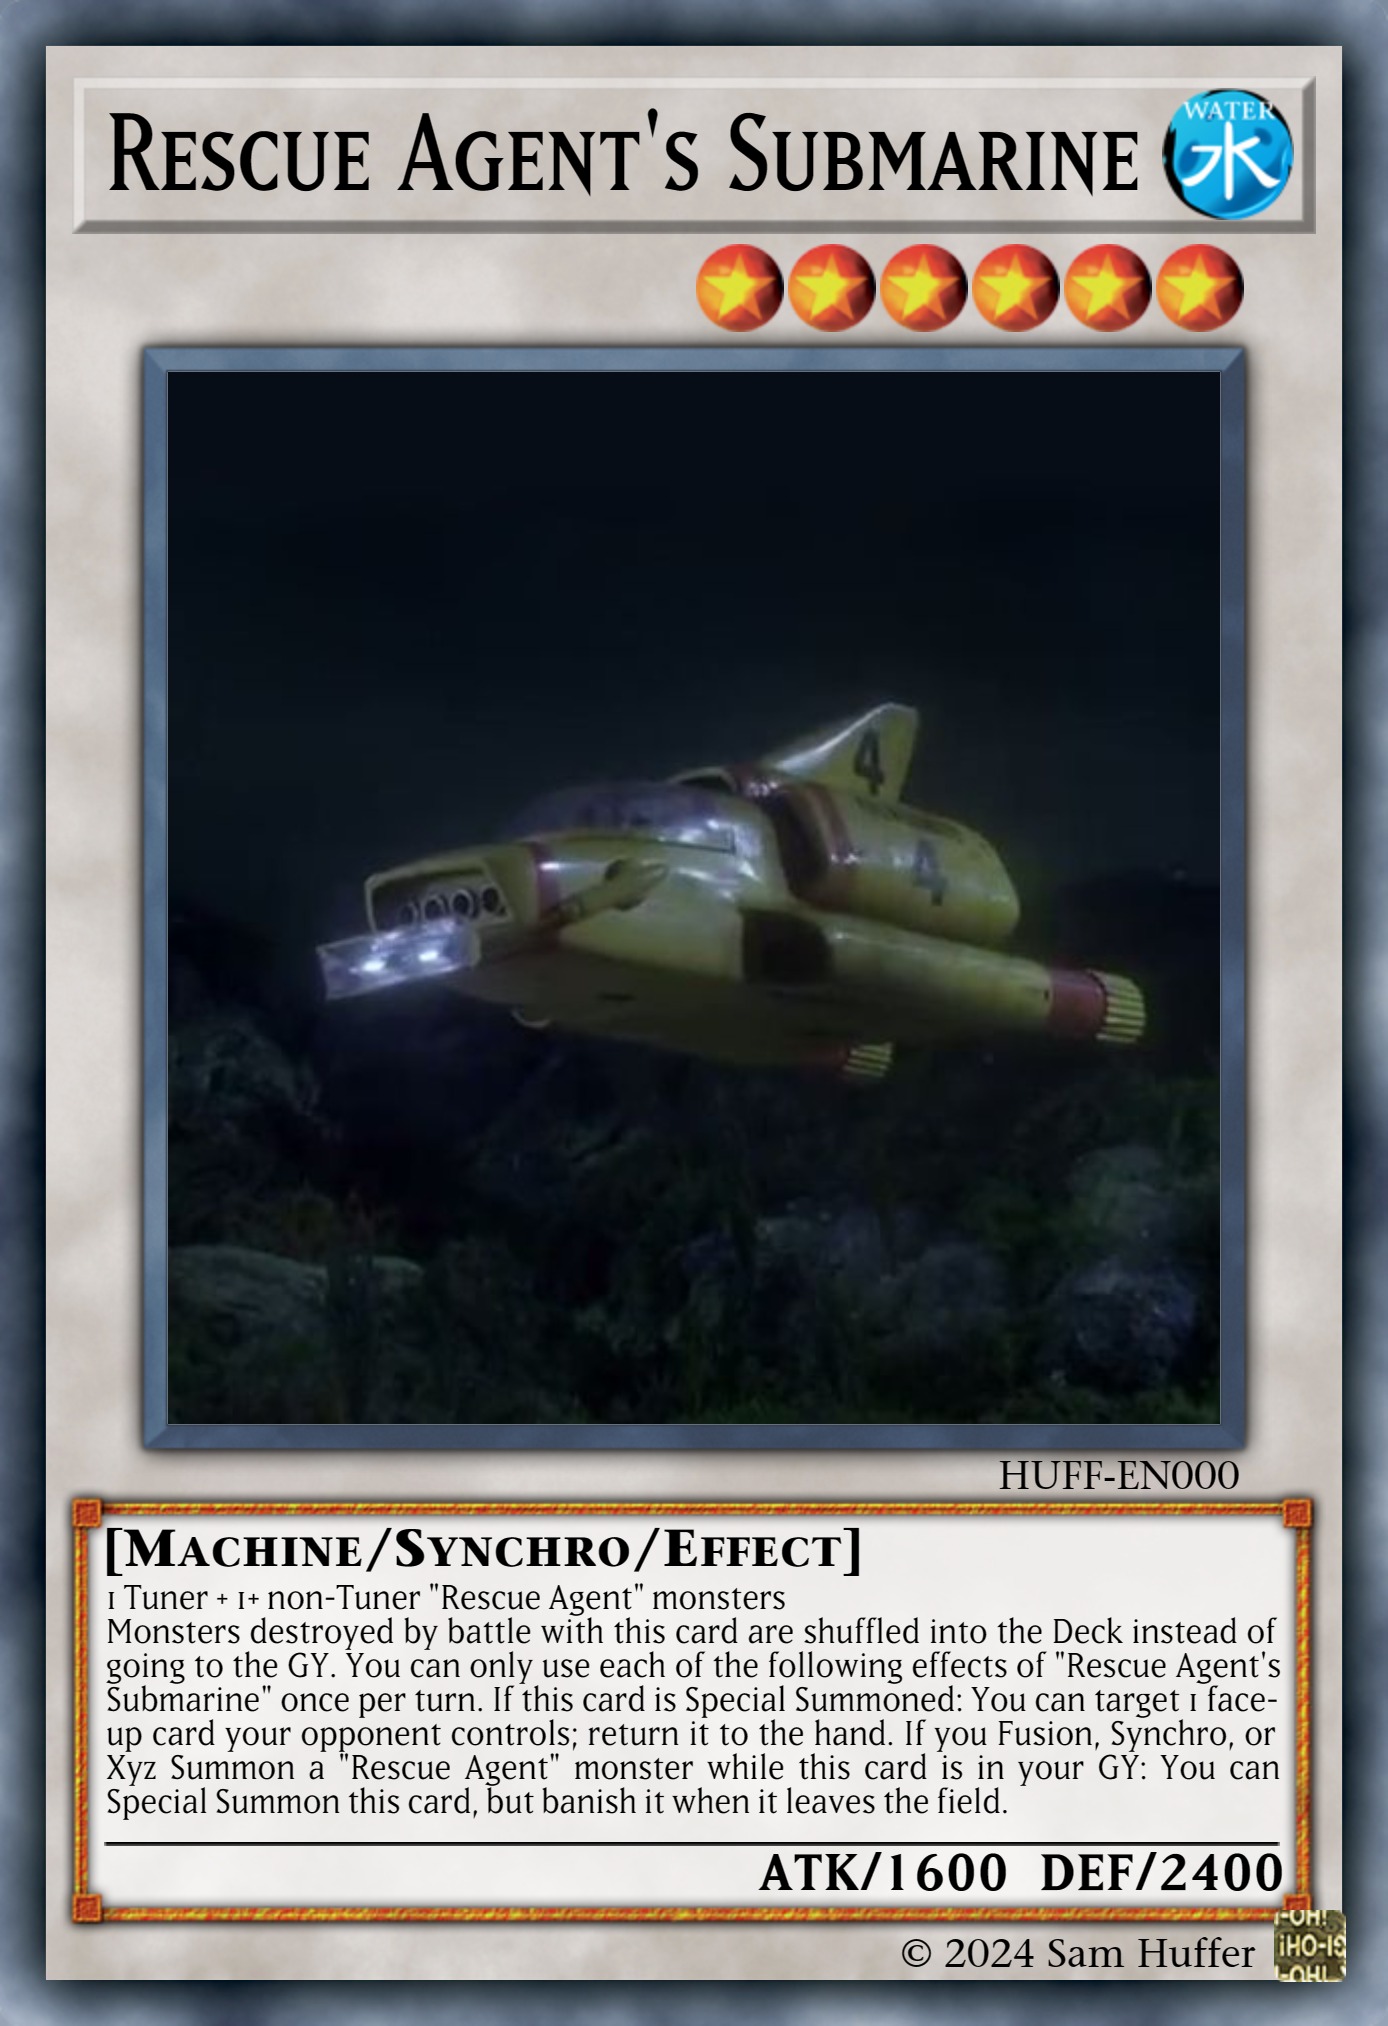 Rescue Agent's Submarine
WATER
水
4
4
HUFF-EN000
[Machine/Synchro/Effect]
1 Tuner + 1+ non-Tuner "Rescue Agent" monsters
Monsters destroyed by battle with this card are shuffled into the Deck instead of
going to the GY. You can only use each of the following effects of "Rescue Agent's
Submarine" once per turn. If this card is Special Summoned: You can target 1 face-
up card your opponent controls; return it to the hand. If you Fusion, Synchro, or
Xyz Summon a "Rescue Agent" monster while this card is in your GY: You can
Special Summon this card, but banish it when it leaves the field.
ATK/1600 DEF/2400
© 2024 Sam Huffer